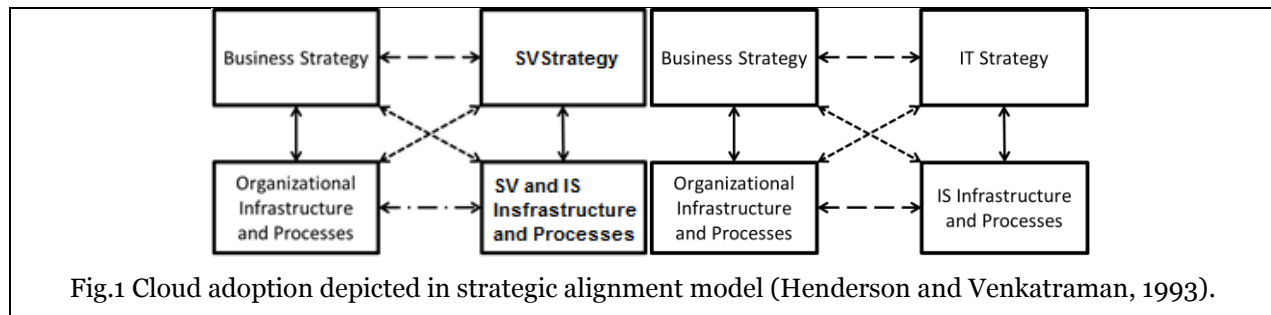 Business Strategy
SV Strategy
Business Strategy
IT Strategy
Organizational
Infrastructure
and Processes
SV and IS
Insfrastructure
and Processes
Organizational
Infrastructure
and Processes
IS Infrastructure
and Processes
Fig.1 Cloud adoption depicted in strategic alignment model (Henderson and Venkatraman, 1993).